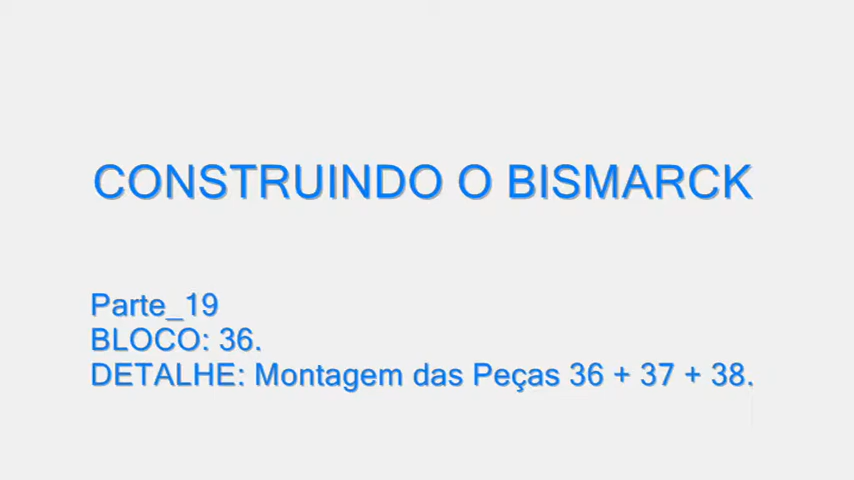 CONSTRUINDO O BISMARCK
Parte_19
BLOCO: 36.
DETALHE: Montagem das Peças 36 + 37 + 38.